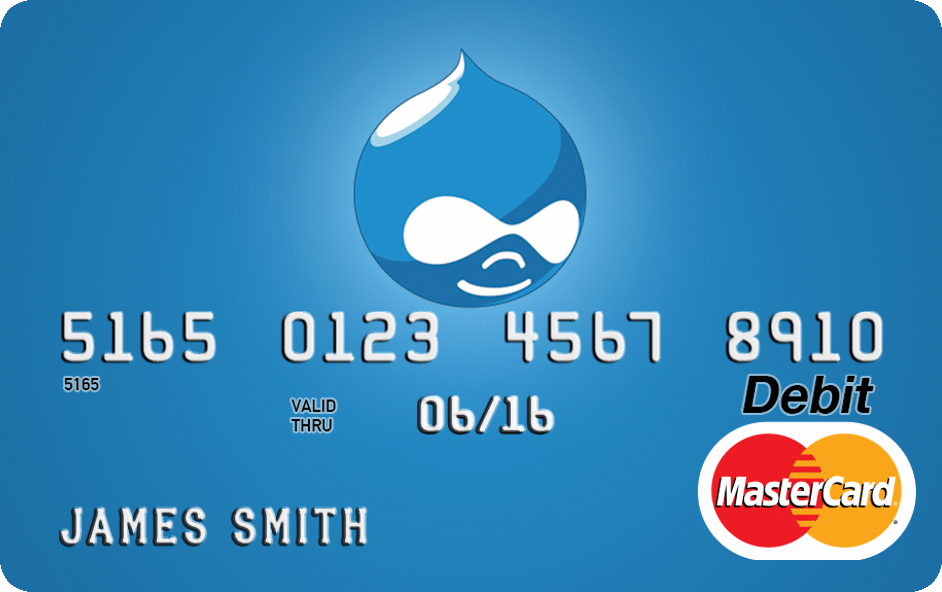 5165 0123 4567 8910
5165
VALID
THRU
06/16
Debit
MasterCard
JAMES SMITH